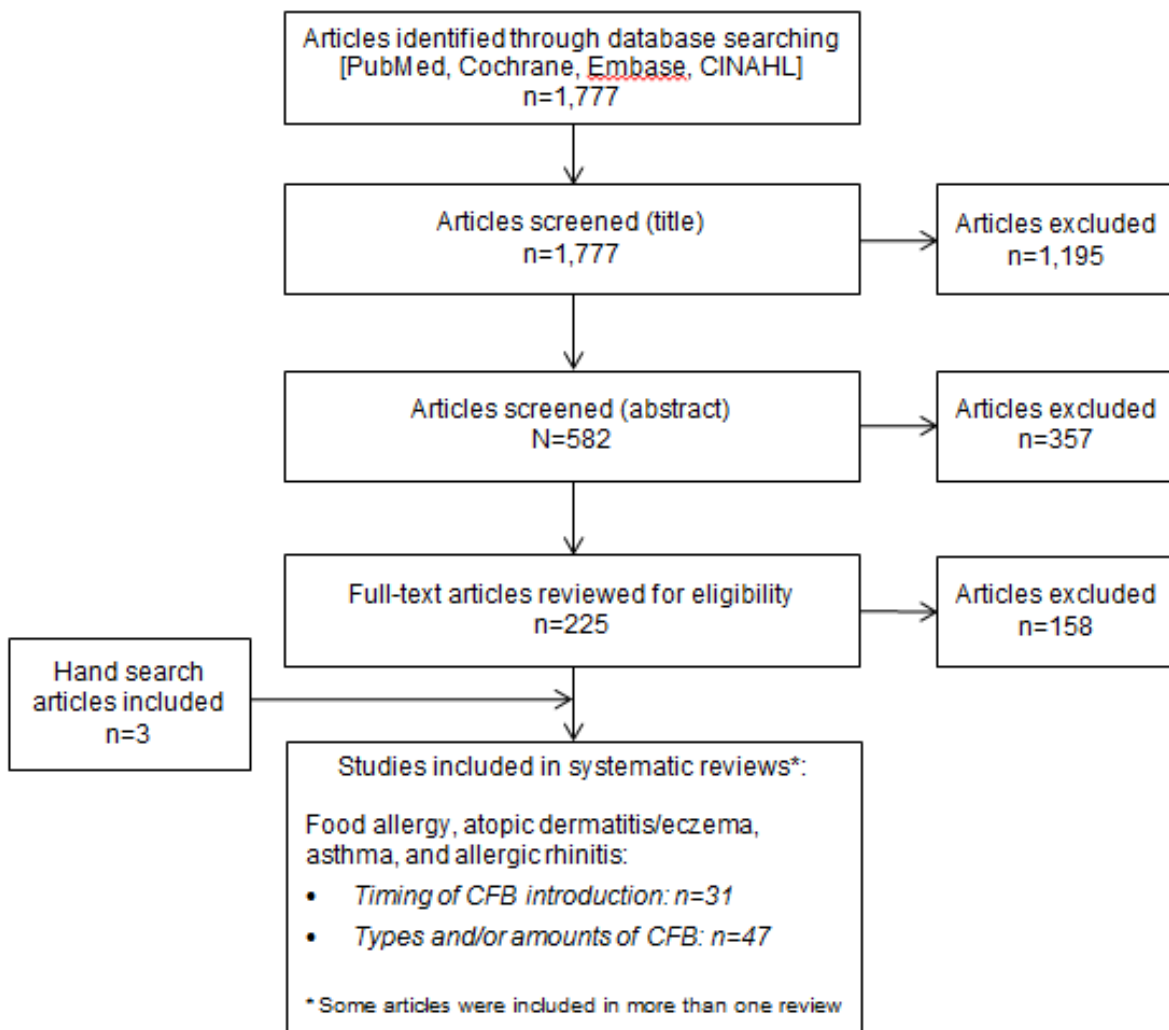 Articles identified through database searching
[PubMed, Cochrane, Embase, CINAHL]
n=1,777
Articles screened (title)
n=1,777
Articles excluded
n=1,195
Articles screened (abstract)
N=582
Articles excluded
n=357
Full-text articles reviewed for eligibility
n=225
Articles excluded
n=158
Hand search
articles included
n=3
Studies included in systematic reviews*:
Food allergy, atopic dermatitis/eczema,
asthma, and allergic rhinitis:
• Timing of CFB introduction: n=31
• Types and/or amounts of CFB: n=47
* Some articles were included in more than one review